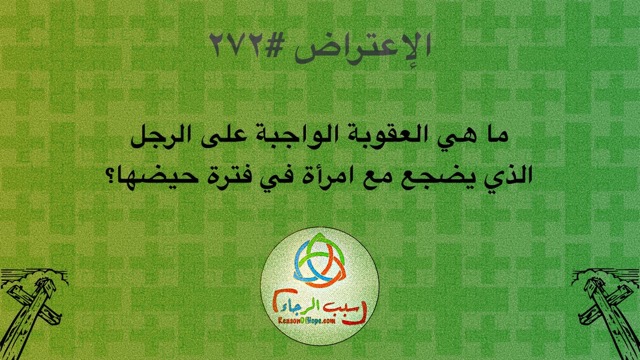 الإعتراض #٢٧٢
ما هي العقوبة الواجبة على الرجل
الذي يضجع مع امرأة في فترة حيضها؟
سبب الرجاء
ReasonOfHope.com